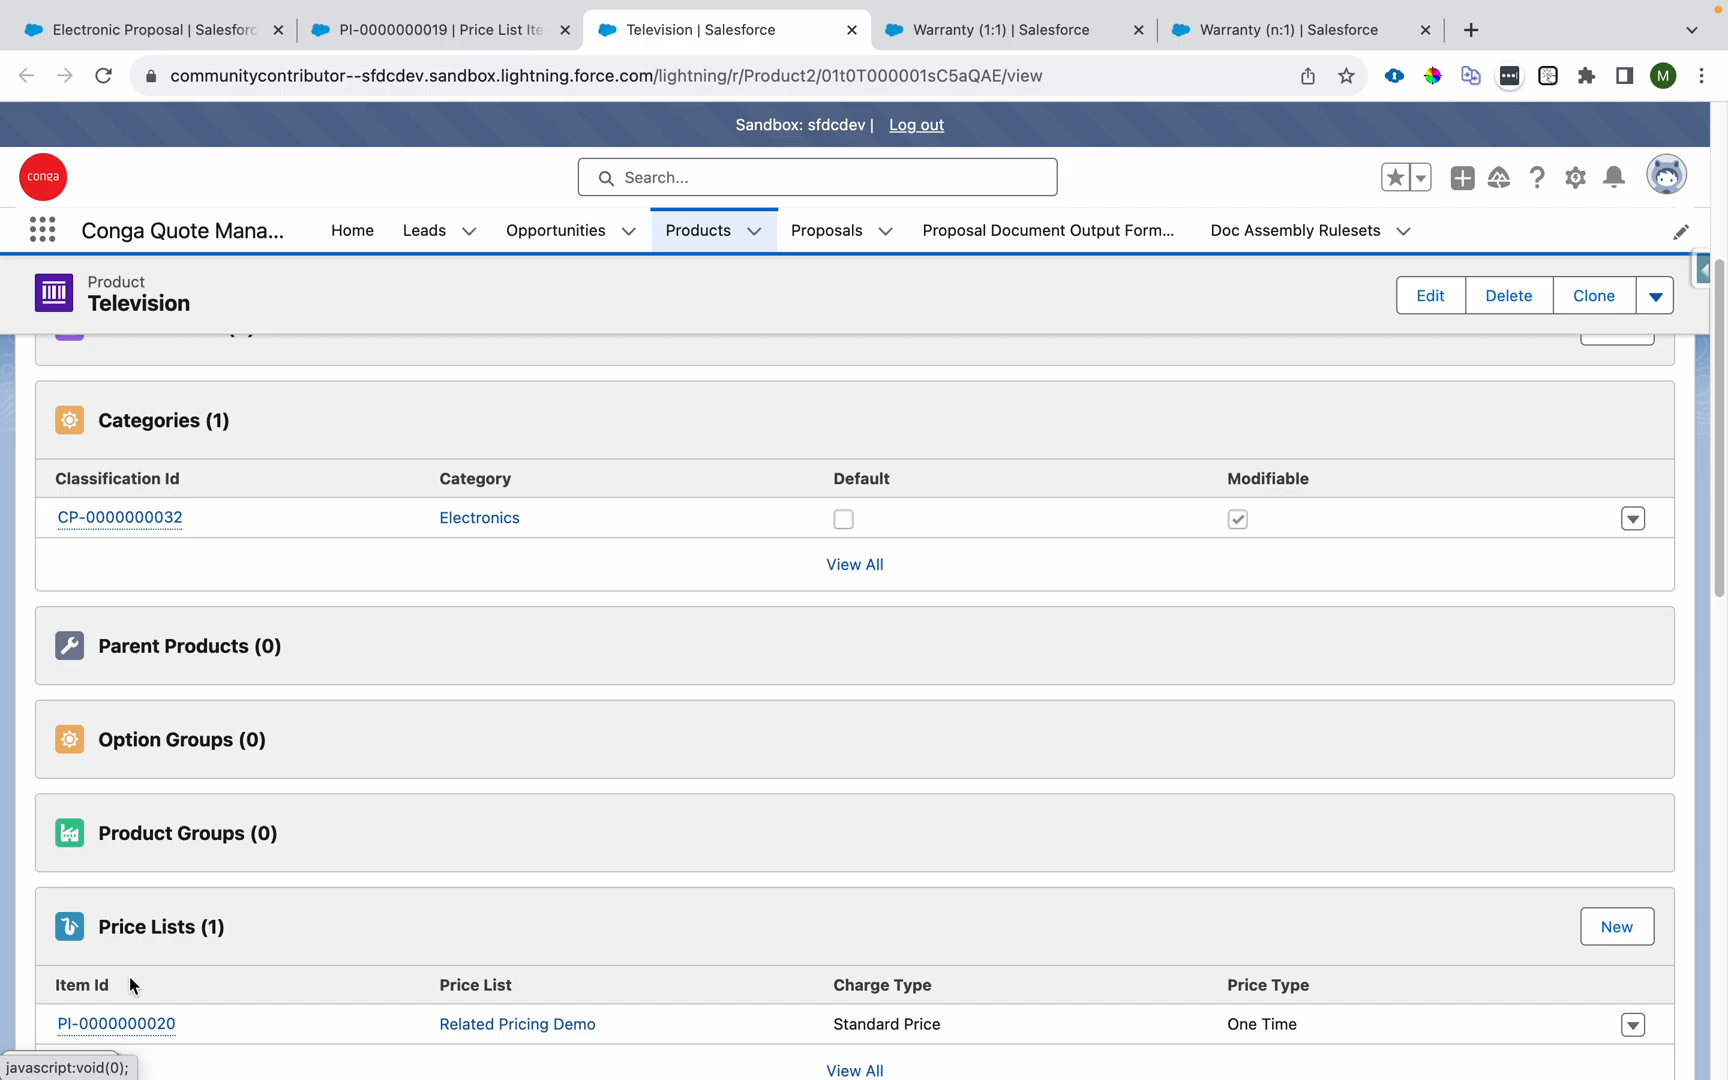 Electronic Proposal | Salesforc
PI-0000000019 | Price List Ite
Television | Salesforce
Warranty (1:1) | Salesforce
Warranty (n:1) | Salesforce
communitycontributor--sfdcdev.sandbox.lightning.force.com/lightning/r/Product2/01t0T000001sC5aQAE/view
M
Sandbox: sfdcdev | Log out
conga
Search...
Conga Quote Mana...
Home
Leads
Opportunities
Products
Proposals
Proposal Document Output Form...
Doc Assembly Rulesets
Product
Television
Edit
Delete
Clone
Categories (1)
Classification Id
Category
Default
Modifiable
CP-0000000032
Electronics
View All
Parent Products (0)
Option Groups (0)
Product Groups (0)
Price Lists (1)
New
Item Id
Price List
Charge Type
Price Type
PI-0000000020
Related Pricing Demo
Standard Price
One Time
View All
javascript:void(0);